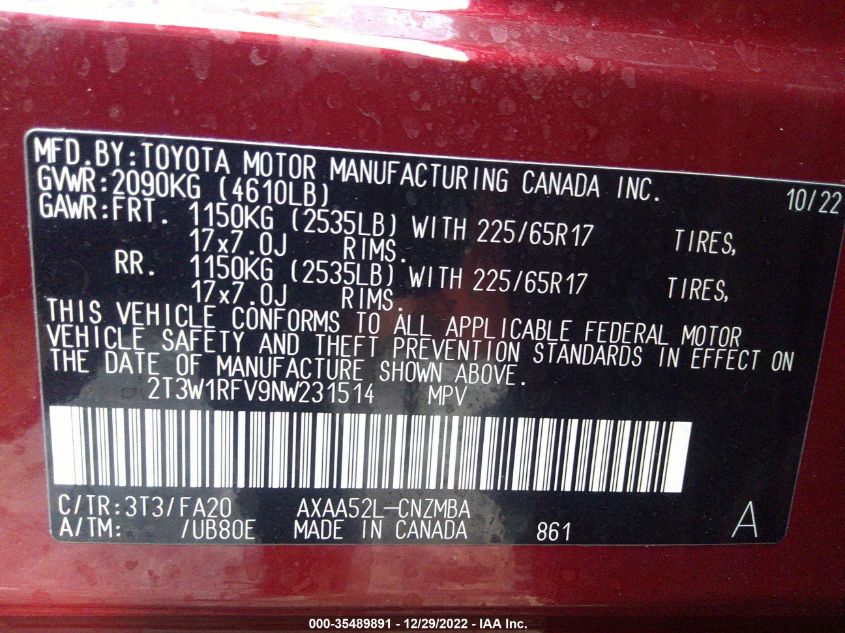 MFD.BY:TOYOTA MOTOR MANUFACTURING CANADA INC.
GVWR:2090KG (4610LB) 10/22
GAWR:FRT. 1150KG (2535LB) WITH 225/65R17 TIRES,
17x7.0J RIMS.
RR. 1150KG (2535LB) WITH 225/65R17 TIRES,
17x7.0J RIMS.
THIS VEHICLE CONFORMS TO ALL APPLICABLE FEDERAL MOTOR
VEHICLE SAFETY AND THEFT PREVENTION STANDARDS IN EFFECT ON
THE DATE OF MANUFACTURE SHOWN ABOVE.
2T3W1RFV9NW231514 MPV
C/TR:3T3/FA20 AXAA52L-CNZMBA
A/TM: /UB80E MADE IN CANADA 861 A
000-35489891 - 12/29/2022 - IAA Inc.